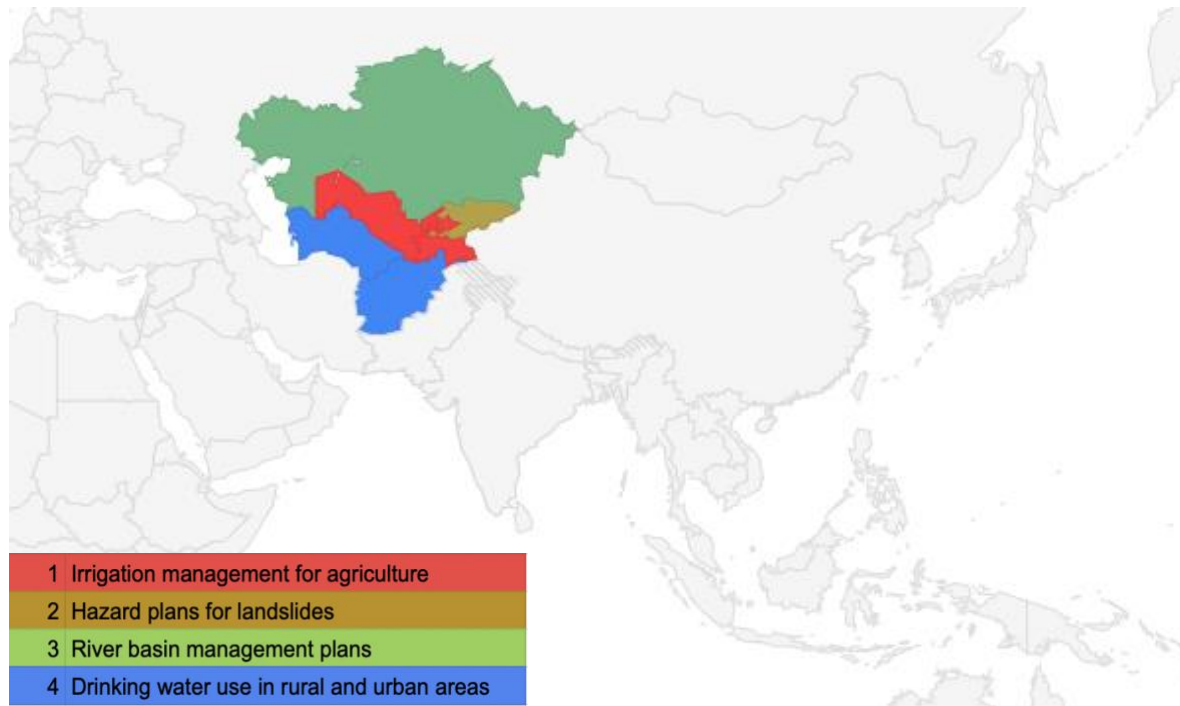 1 Irrigation management for agriculture
2 Hazard plans for landslides
3 River basin management plans
4 Drinking water use in rural and urban areas